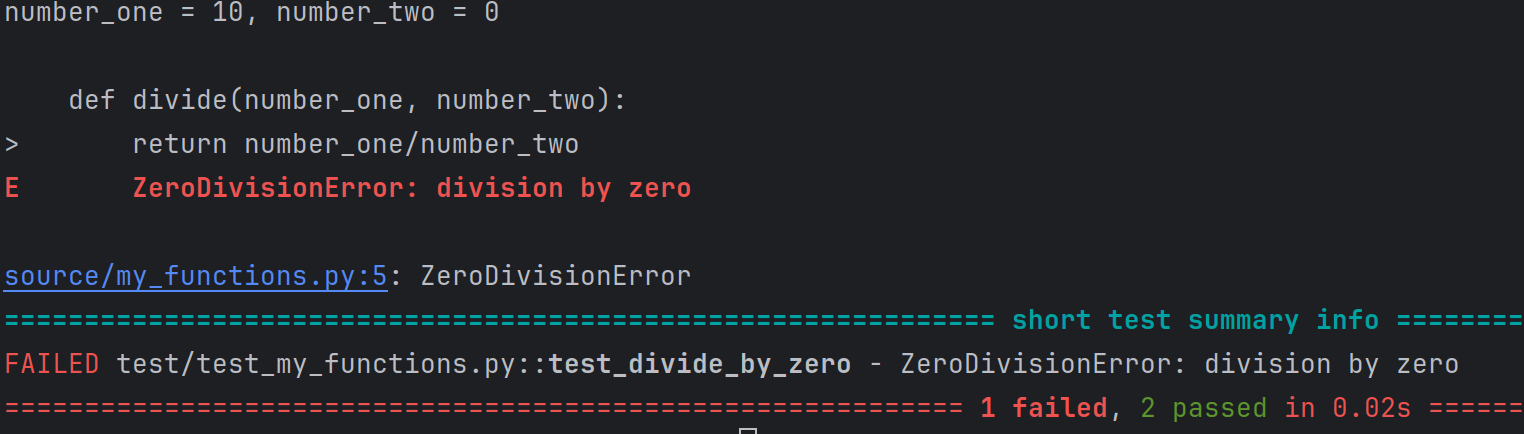 number_one = 10, number_two = 0
def divide(number_one, number_two):
> return number_one/number_two
E ZeroDivisionError: division by zero
source/my_functions.py:5: ZeroDivisionError
============================================================== short test summary info ========
FAILED test/test_my_functions.py::test_divide_by_zero - ZeroDivisionError: division by zero
============================================================ 1 failed, 2 passed in 0.02s ======